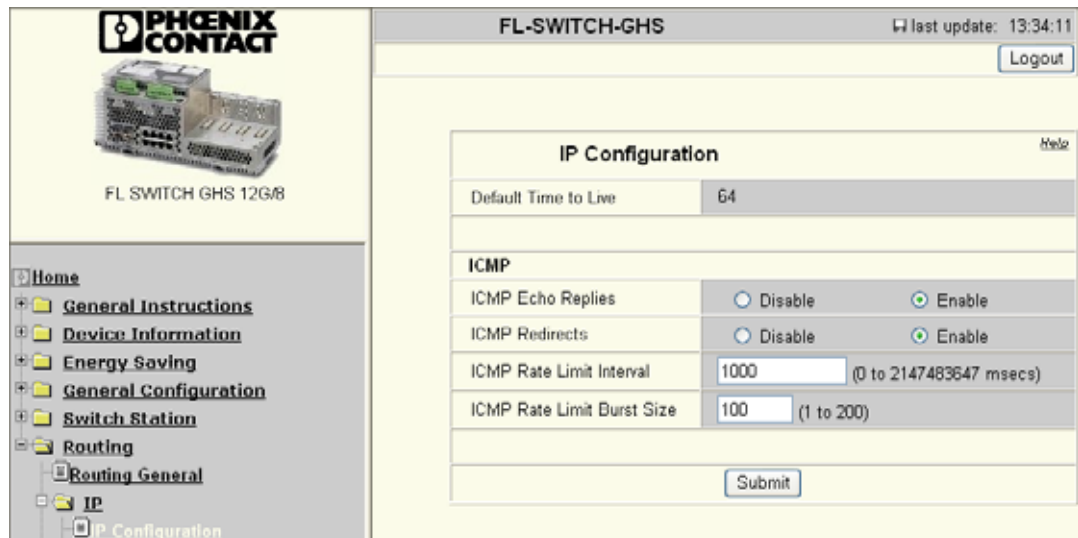 PHŒNIX
CONTACT
FL SWITCH GHS 12G/8
Home
General Instructions
Device Information
Energy Saving
General Configuration
Switch Station
Routing
Routing General
IP
IP Configuration
FL-SWITCH-GHS
last update: 13:34:11
Logout
IP Configuration
Help
Default Time to Live 64
ICMP
ICMP Echo Replies Disable Enable
ICMP Redirects Disable Enable
ICMP Rate Limit Interval 1000 (0 to 2147483647 msecs)
ICMP Rate Limit Burst Size 100 (1 to 200)
Submit